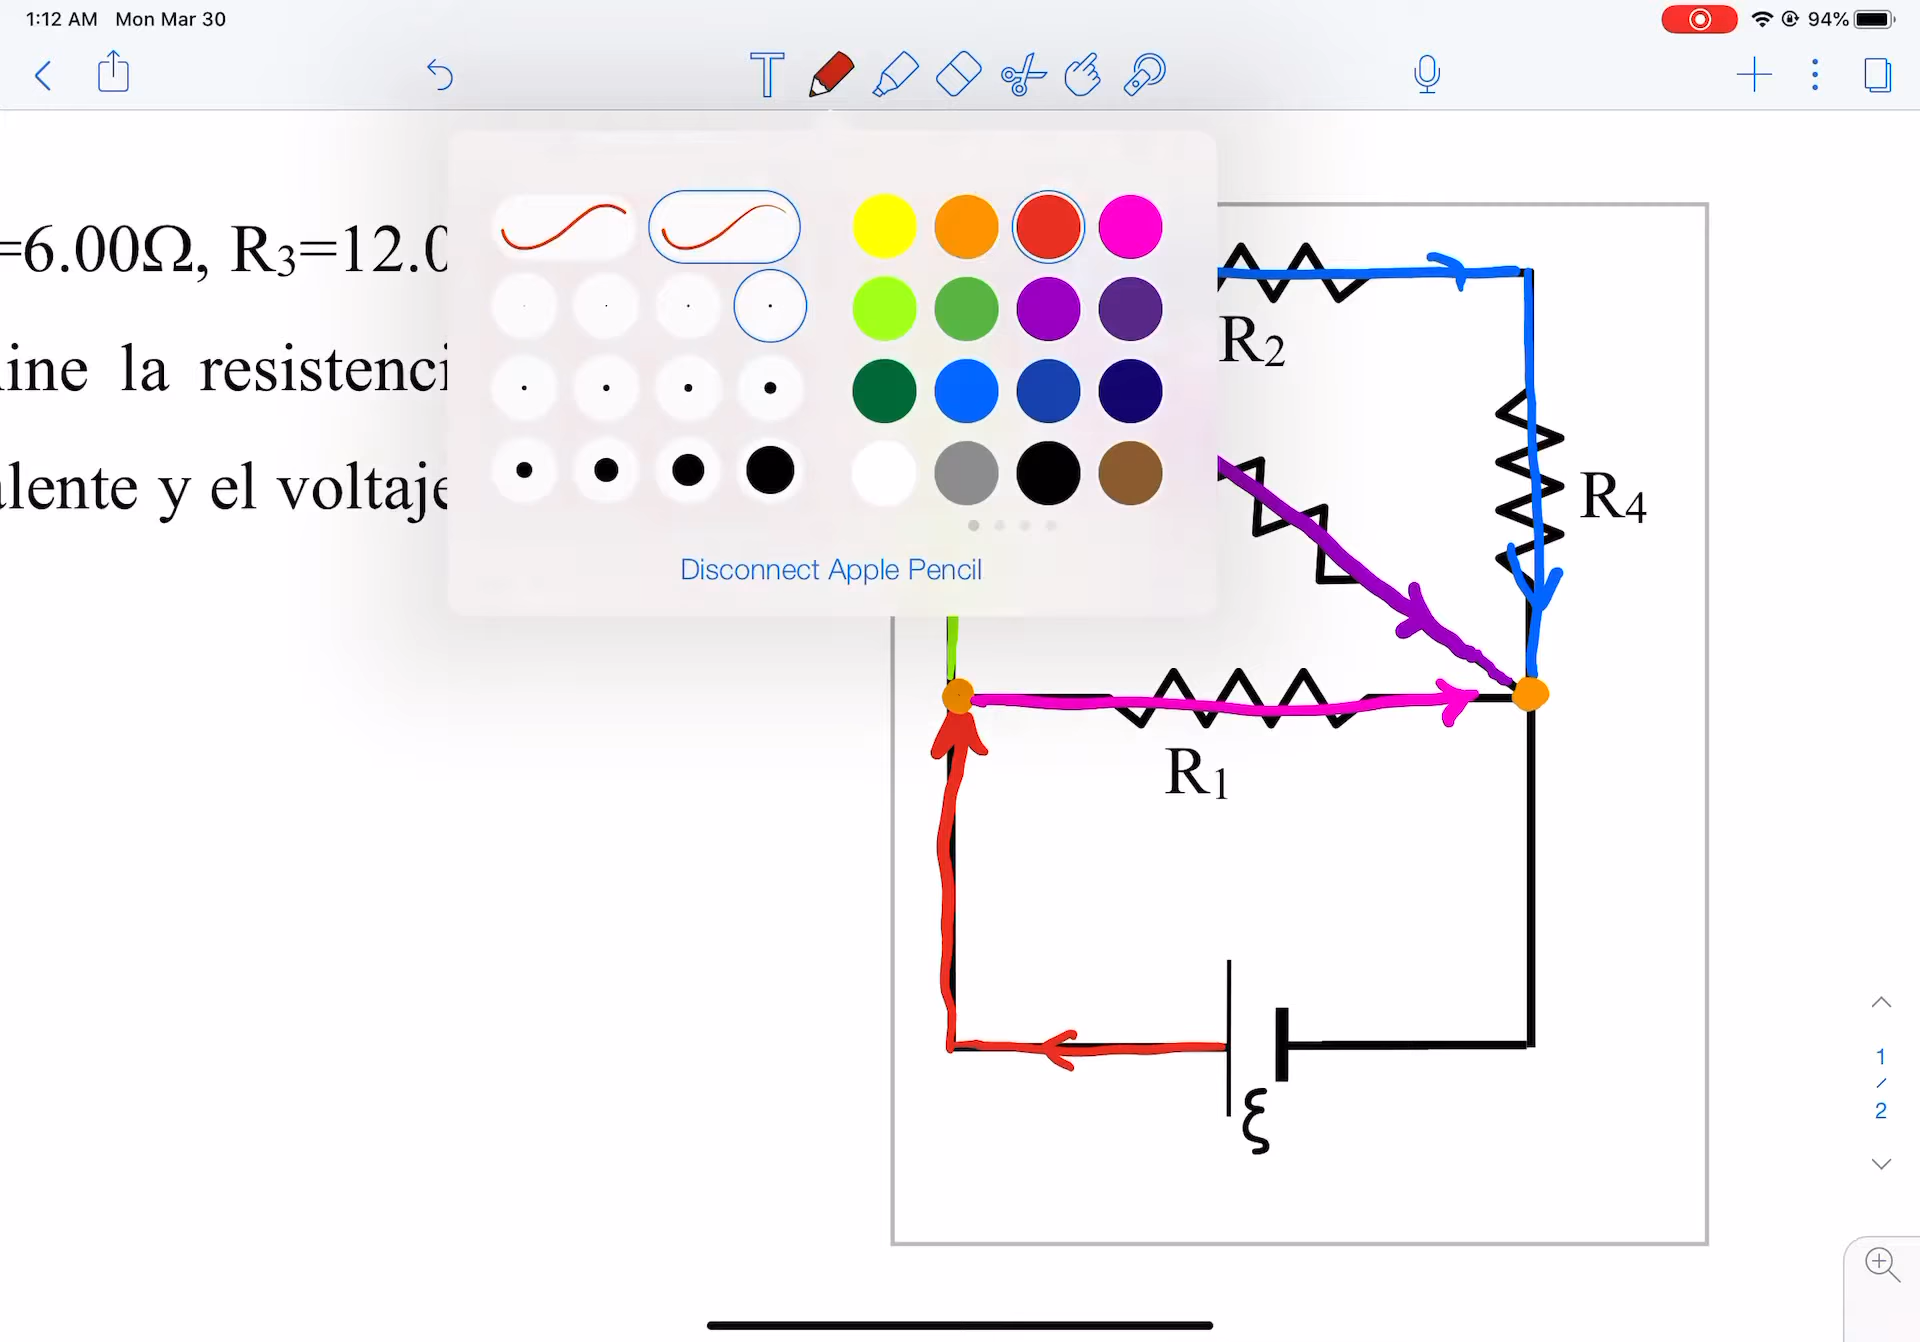 1:12 AM Mon Mar 30
94%
T
=6.00Ω, R₃=12.0
ine la resistenci
lente y el voltaje
Disconnect Apple Pencil
R₂
R₄
R₁
ξ
1
/
2